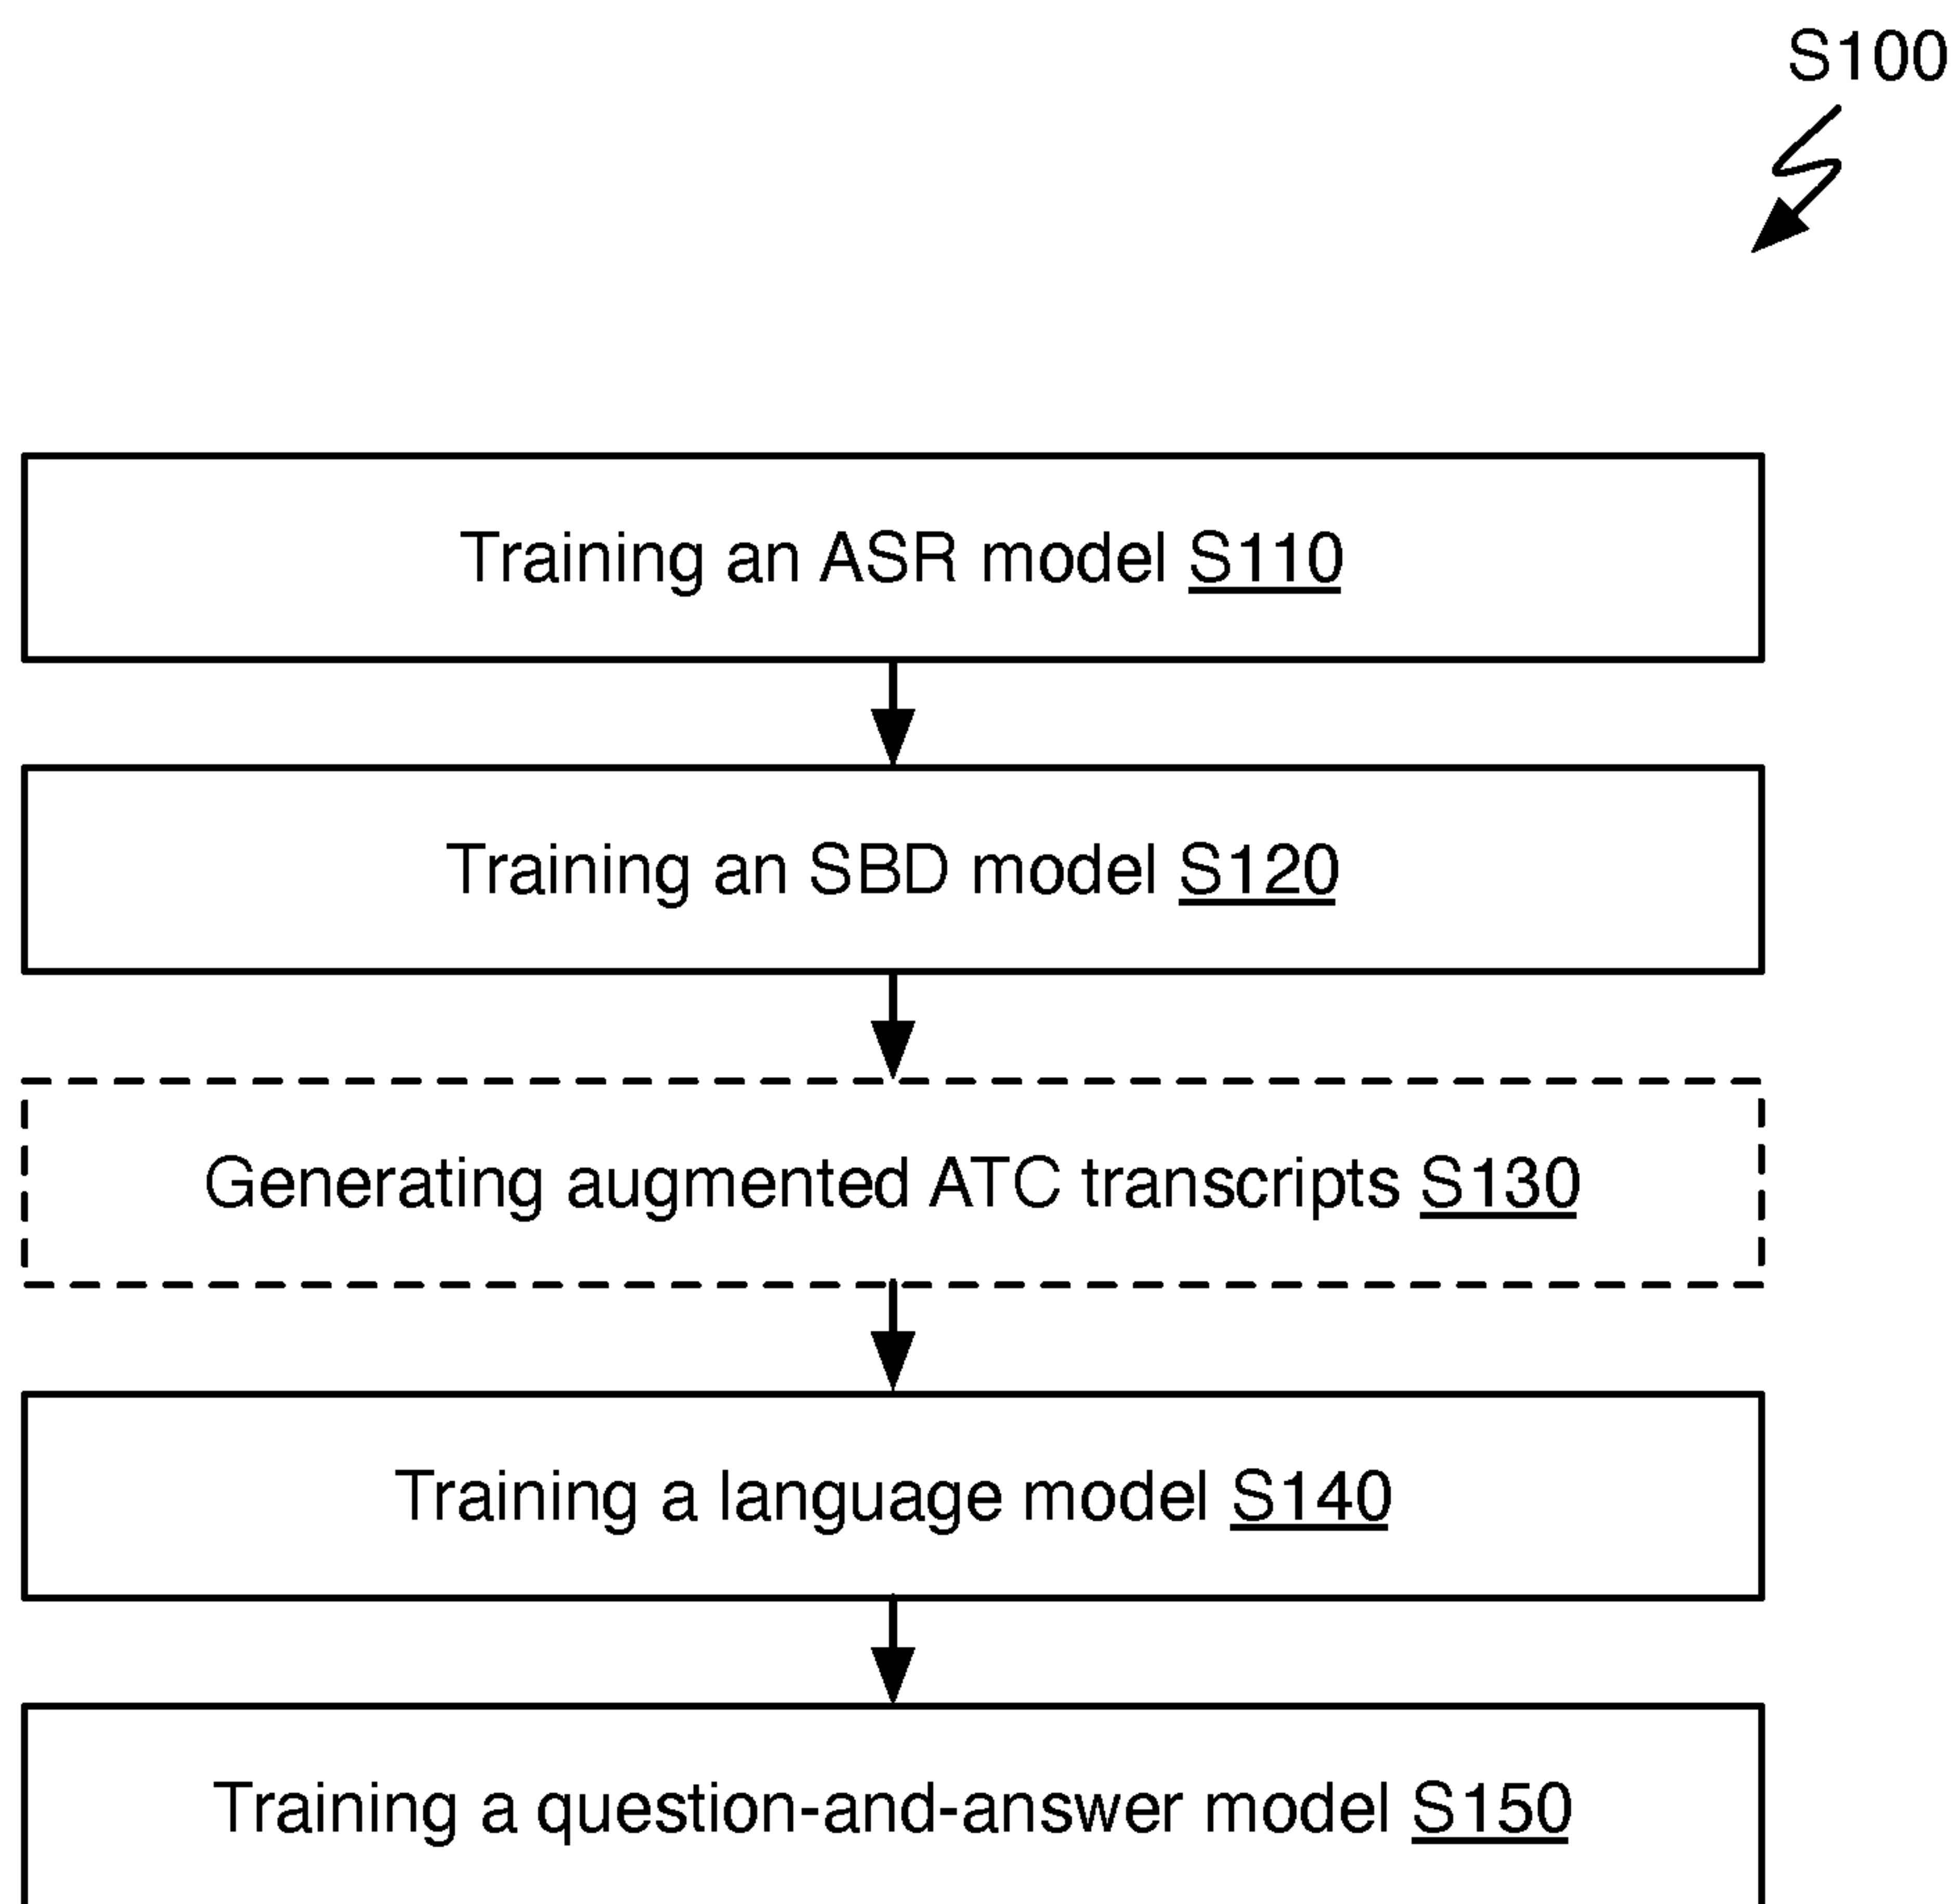 S100
Training an ASR model S110
Training an SBD model S120
Generating augmented ATC transcripts S130
Training a language model S140
Training a question-and-answer model S150